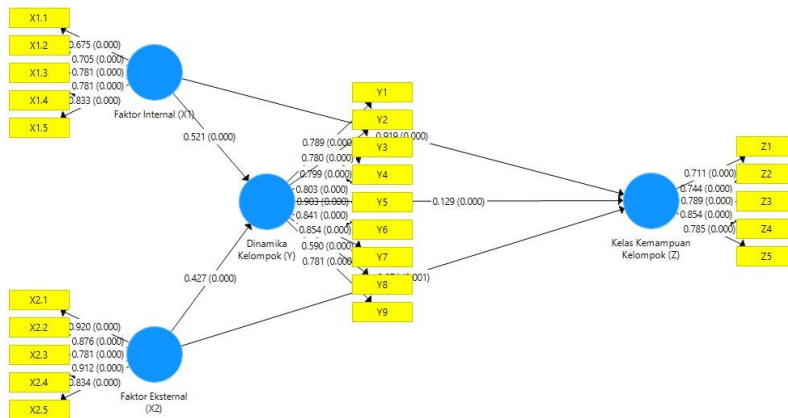 X1.1
X1.2
X1.3
X1.4
X1.5
0.675 (0.000)
0.705 (0.000)
0.781 (0.000)
0.781 (0.000)
0.833 (0.000)
Faktor Internal (X1)
0.521 (0.000)
Y1
Y2
Y3
Y4
Y5
Y6
Y7
Y8
Y9
0.789 (0.000)
0.780 (0.000)
0.799 (0.000)
0.803 (0.000)
0.903 (0.000)
0.841 (0.000)
0.854 (0.000)
0.590 (0.000)
0.781 (0.000)
0.919 (0.000)
0.129 (0.000)
Dinamika
Kelompok (Y)
0.427 (0.000)
Z1
Z2
Z3
Z4
Z5
0.711 (0.000)
0.744 (0.000)
0.789 (0.000)
0.854 (0.000)
0.785 (0.000)
Kelas Kemampuan
Kelompok (Z)
X2.1
X2.2
X2.3
X2.4
X2.5
0.920 (0.000)
0.876 (0.000)
0.781 (0.000)
0.912 (0.000)
0.834 (0.000)
Faktor Eksternal
(X2)